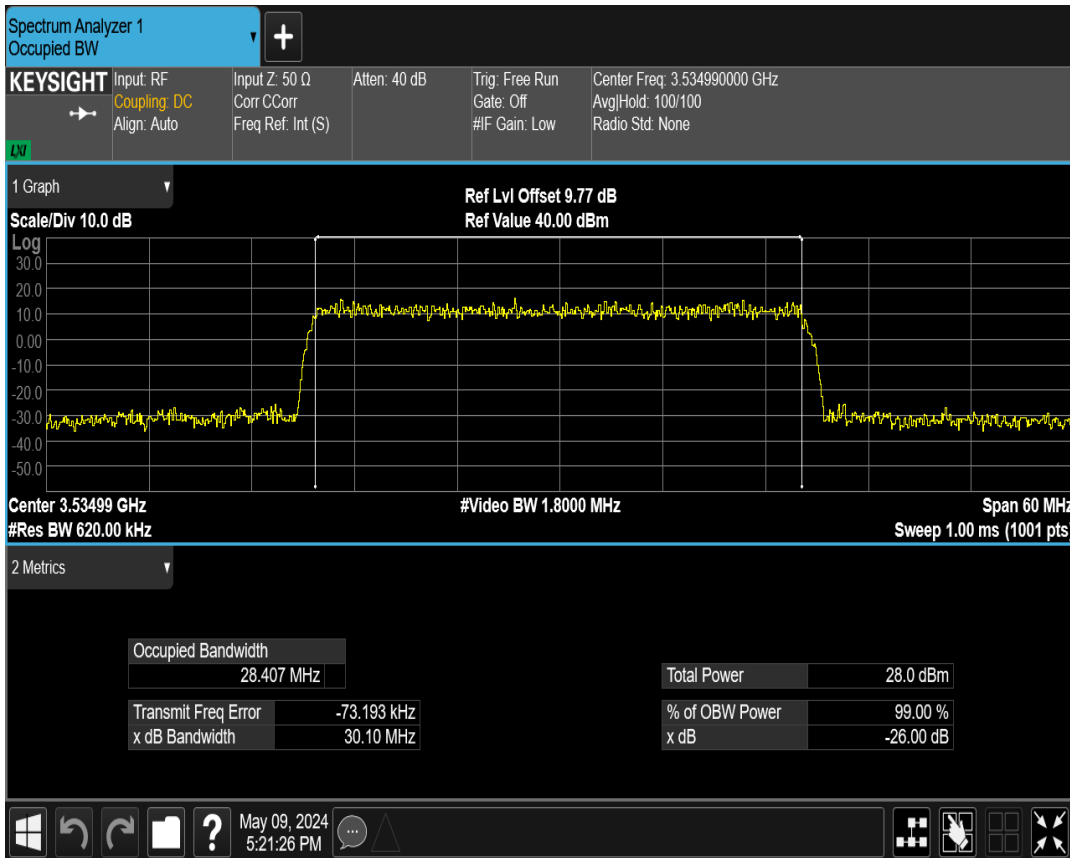 Spectrum Analyzer 1
Occupied BW
KEYSIGHT
LXI
Input: RF
Coupling: DC
Align: Auto
Input Z: 50 Ω
Corr CCorr
Freq Ref: Int (S)
Atten: 40 dB
Trig: Free Run
Gate: Off
#IF Gain: Low
Center Freq: 3.534990000 GHz
Avg|Hold: 100/100
Radio Std: None
1 Graph
Scale/Div 10.0 dB
Ref Lvl Offset 9.77 dB
Ref Value 40.00 dBm
Log
30.0
20.0
10.0
0.00
-10.0
-20.0
-30.0
-40.0
-50.0
Center 3.53499 GHz
#Video BW 1.8000 MHz
Span 60 MHz
#Res BW 620.00 kHz
Sweep 1.00 ms (1001 pts)
2 Metrics
Occupied Bandwidth
28.407 MHz
Transmit Freq Error -73.193 kHz
x dB Bandwidth 30.10 MHz
Total Power 28.0 dBm
% of OBW Power 99.00 %
x dB -26.00 dB
?
May 09, 2024
5:21:26 PM